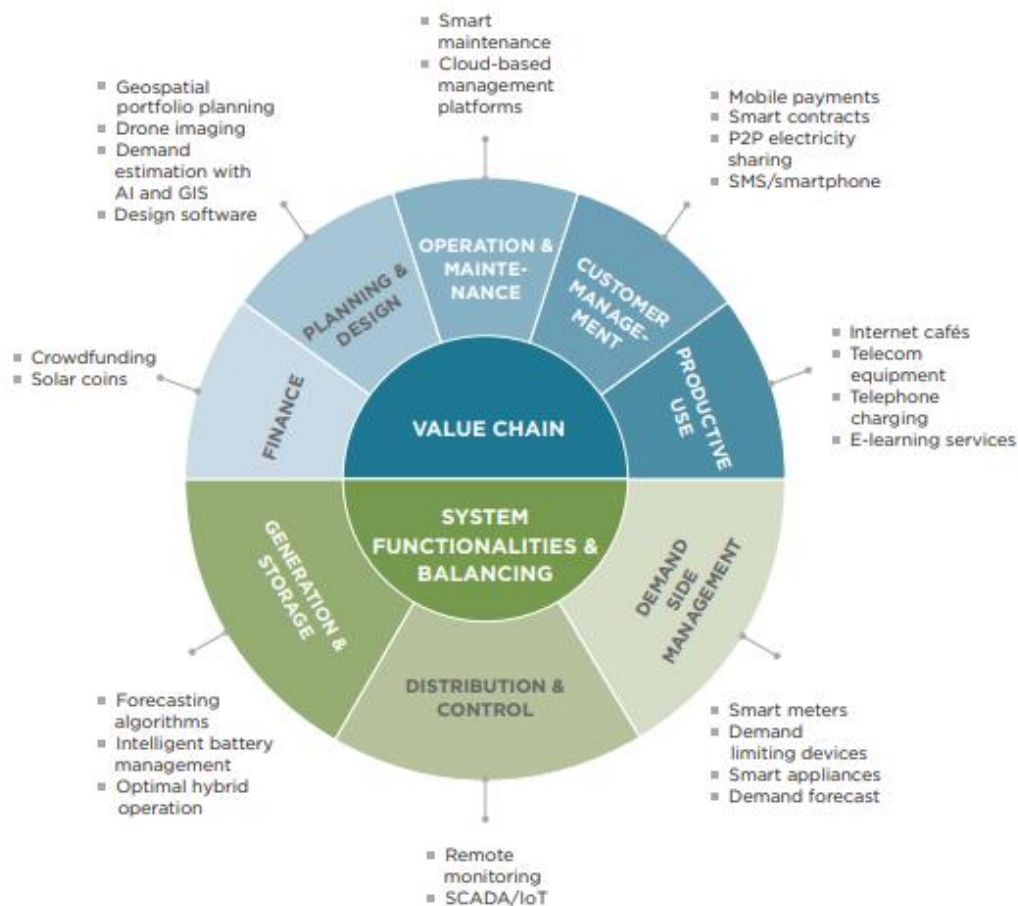 Smart
maintenance
Cloud-based
management
platforms
Geospatial
portfolio planning
Drone imaging
Demand
estimation with
AI and GIS
Design software
Mobile payments
Smart contracts
P2P electricity
sharing
SMS/smartphone
OPERATION &
MAINTE-
NANCE
PLANNING &
DESIGN
CUSTOMER
MANAGE-
MENT
Crowdfunding
Solar coins
FINANCE
VALUE CHAIN
PRODUCTIVE
USE
Internet cafés
Telecom
equipment
Telephone
charging
E-learning services
SYSTEM
FUNCTIONALITIES &
BALANCING
GENERATION &
STORAGE
DEMAND
SIDE
MANAGEMENT
DISTRIBUTION &
CONTROL
Forecasting
algorithms
Intelligent battery
management
Optimal hybrid
operation
Smart meters
Demand
limiting devices
Smart appliances
Demand forecast
Remote
monitoring
SCADA/IoT